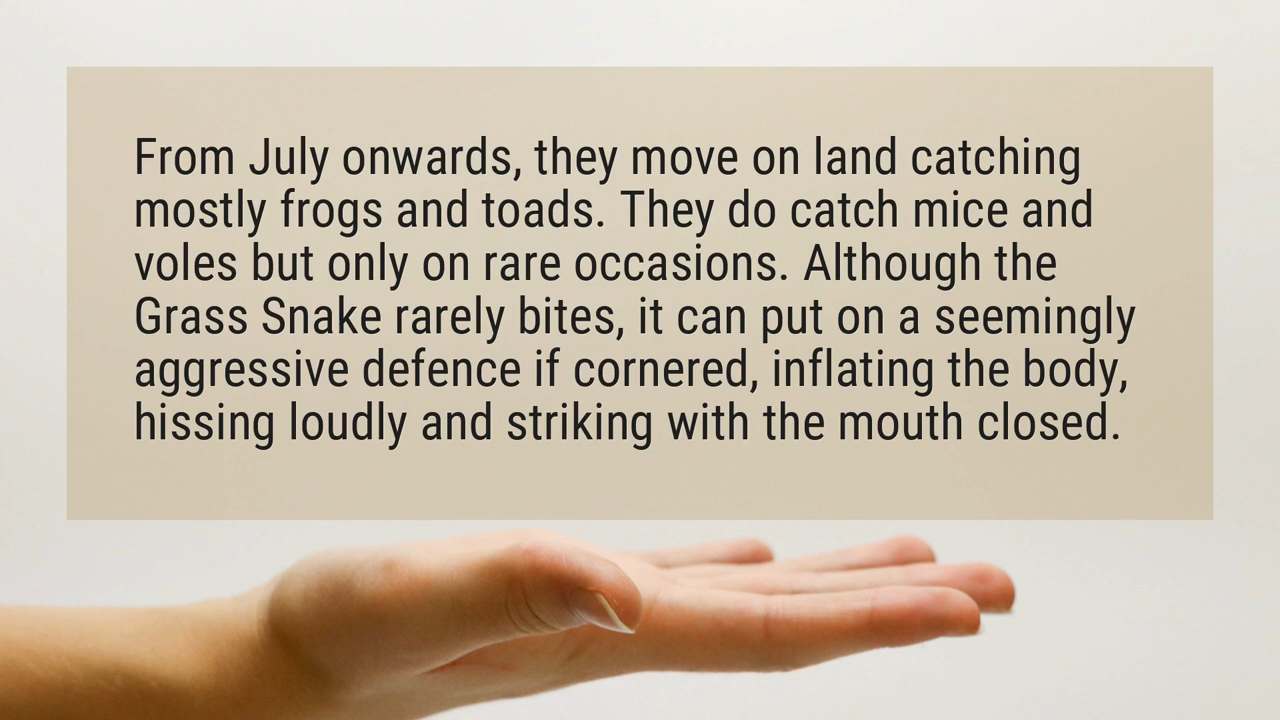 From July onwards, they move on land catching
mostly frogs and toads. They do catch mice and
voles but only on rare occasions. Although the
Grass Snake rarely bites, it can put on a seemingly
aggressive defence if cornered, inflating the body,
hissing loudly and striking with the mouth closed.